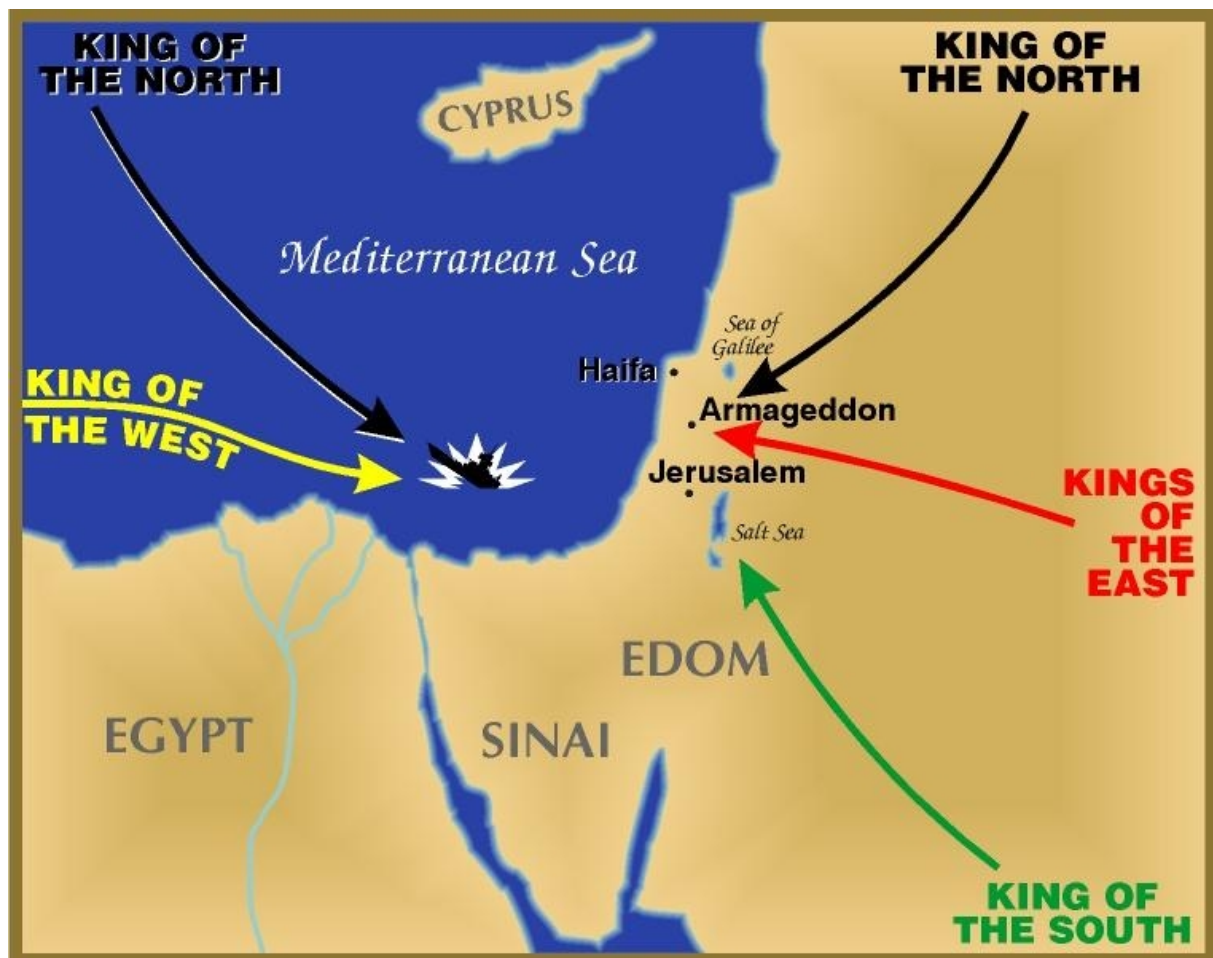 KING OF
THE NORTH
KING OF
THE NORTH
CYPRUS
Mediterranean Sea
Sea of
Galilee
Haifa
KING OF
THE WEST
Armageddon
Jerusalem
KINGS
OF
THE
EAST
Salt Sea
EDOM
EGYPT
SINAI
KING OF
THE SOUTH